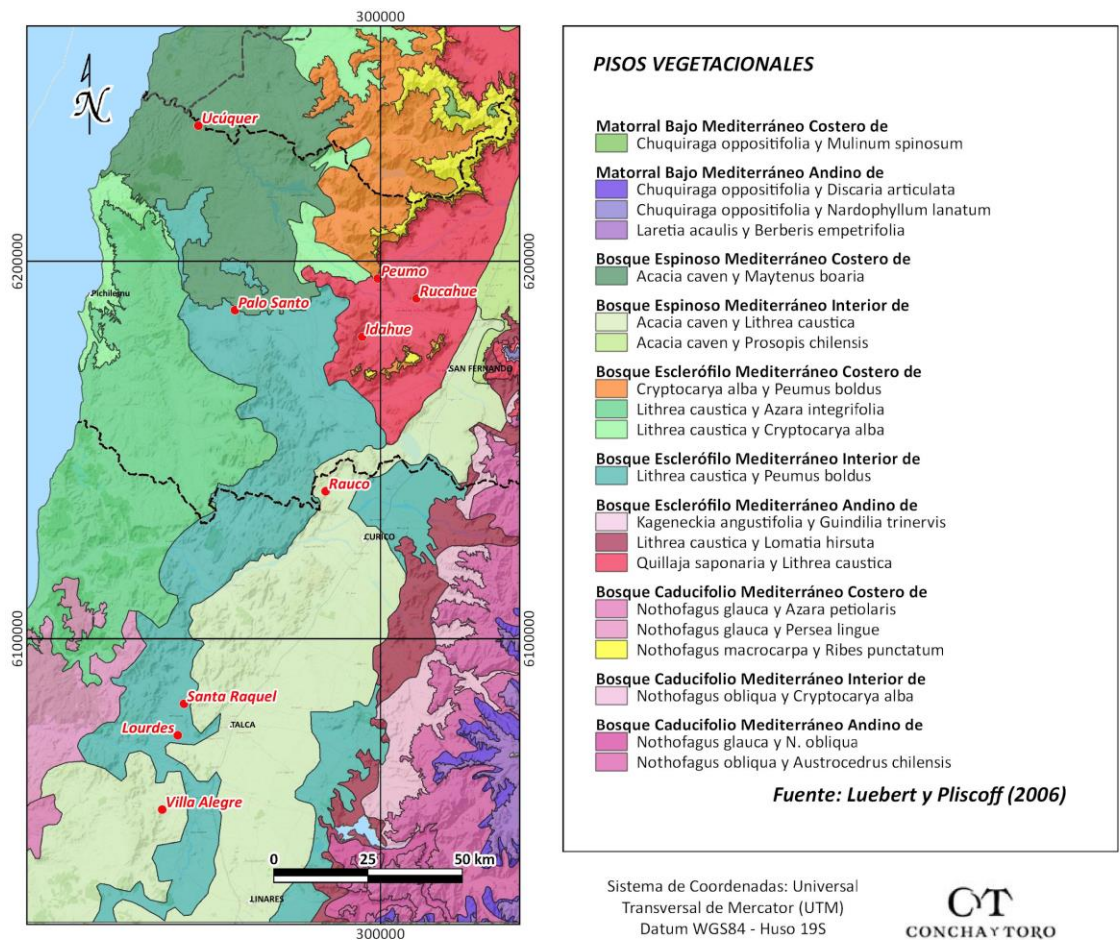 300000
N
Ucúquer
6200000
6200000
Peumo
Rucahue
Pichilemu
Palo Santo
Idahue
SAN FERNANDO
Rauco
CURICO
6100000
6100000
Santa Raquel
TALCA
Lourdes
Villa Alegre
0 25 50 km
LINARES
300000
PISOS VEGETACIONALES
Matorral Bajo Mediterráneo Costero de
Chuquiraga oppositifolia y Mulinum spinosum
Matorral Bajo Mediterráneo Andino de
Chuquiraga oppositifolia y Discaria articulata
Chuquiraga oppositifolia y Nardophyllum lanatum
Laretia acaulis y Berberis empetrifolia
Bosque Espinoso Mediterráneo Costero de
Acacia caven y Maytenus boaria
Bosque Espinoso Mediterráneo Interior de
Acacia caven y Lithrea caustica
Acacia caven y Prosopis chilensis
Bosque Esclerófilo Mediterráneo Costero de
Cryptocarya alba y Peumus boldus
Lithrea caustica y Azara integrifolia
Lithrea caustica y Cryptocarya alba
Bosque Esclerófilo Mediterráneo Interior de
Lithrea caustica y Peumus boldus
Bosque Esclerófilo Mediterráneo Andino de
Kageneckia angustifolia y Guindilia trinervis
Lithrea caustica y Lomatia hirsuta
Quillaja saponaria y Lithrea caustica
Bosque Caducifolio Mediterráneo Costero de
Nothofagus glauca y Azara petiolaris
Nothofagus glauca y Persea lingue
Nothofagus macrocarpa y Ribes punctatum
Bosque Caducifolio Mediterráneo Interior de
Nothofagus obliqua y Cryptocarya alba
Bosque Caducifolio Mediterráneo Andino de
Nothofagus glauca y N. obliqua
Nothofagus obliqua y Austrocedrus chilensis
Fuente: Luebert y Pliscoff (2006)
Sistema de Coordenadas: Universal
Transversal de Mercator (UTM)
Datum WGS84 - Huso 19S
CT
CONCHA Y TORO